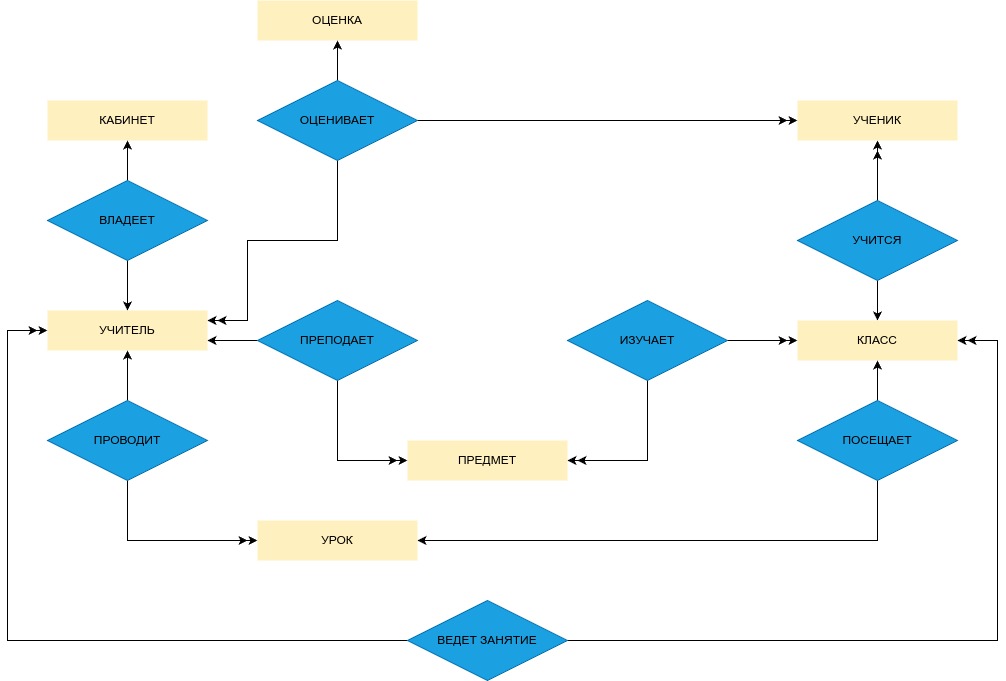 ОЦЕНКА
КАБИНЕТ
ОЦЕНИВАЕТ
УЧЕНИК
ВЛАДЕЕТ
УЧИТСЯ
УЧИТЕЛЬ
ПРЕПОДАЕТ
ИЗУЧАЕТ
КЛАСС
ПРОВОДИТ
ПОСЕЩАЕТ
ПРЕДМЕТ
УРОК
ВЕДЕТ ЗАНЯТИЕ